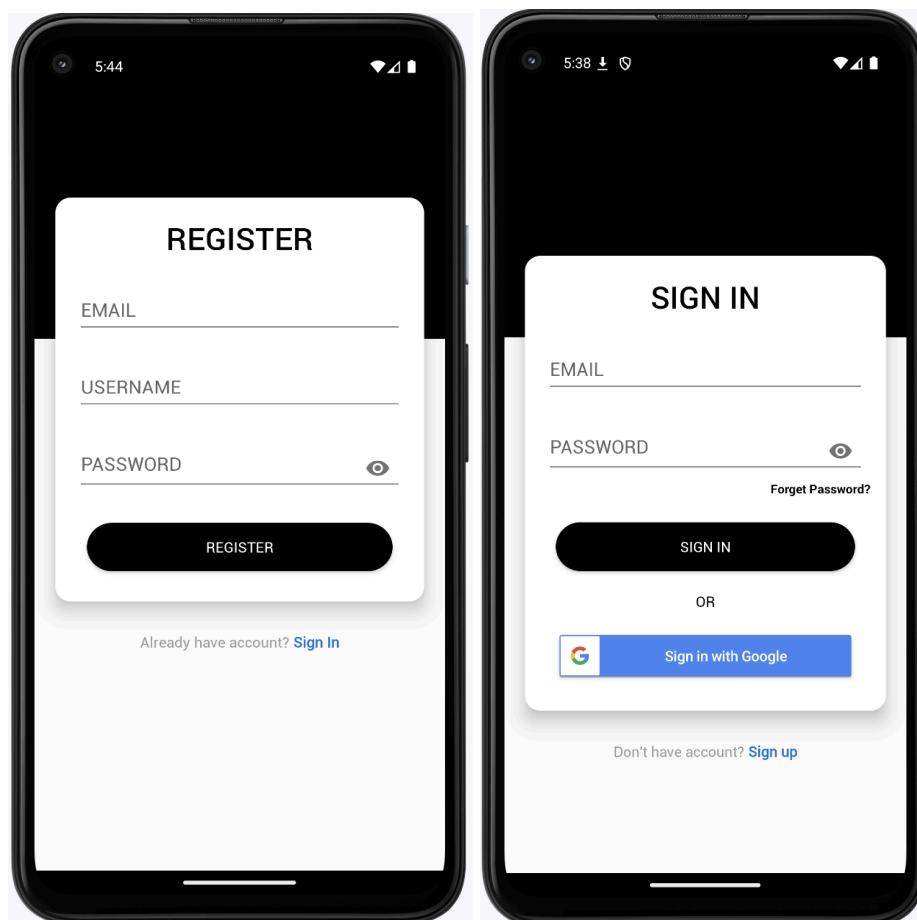 5:44
REGISTER
EMAIL
USERNAME
PASSWORD
REGISTER
Already have account? Sign In
5:38
SIGN IN
EMAIL
PASSWORD
Forget Password?
SIGN IN
OR
G Sign in with Google
Don't have account? Sign up